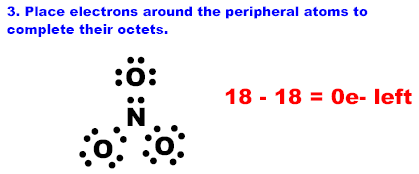 3. Place electrons around the peripheral atoms to
complete their octets.
O
18 - 18 = 0e- left
N
O
O